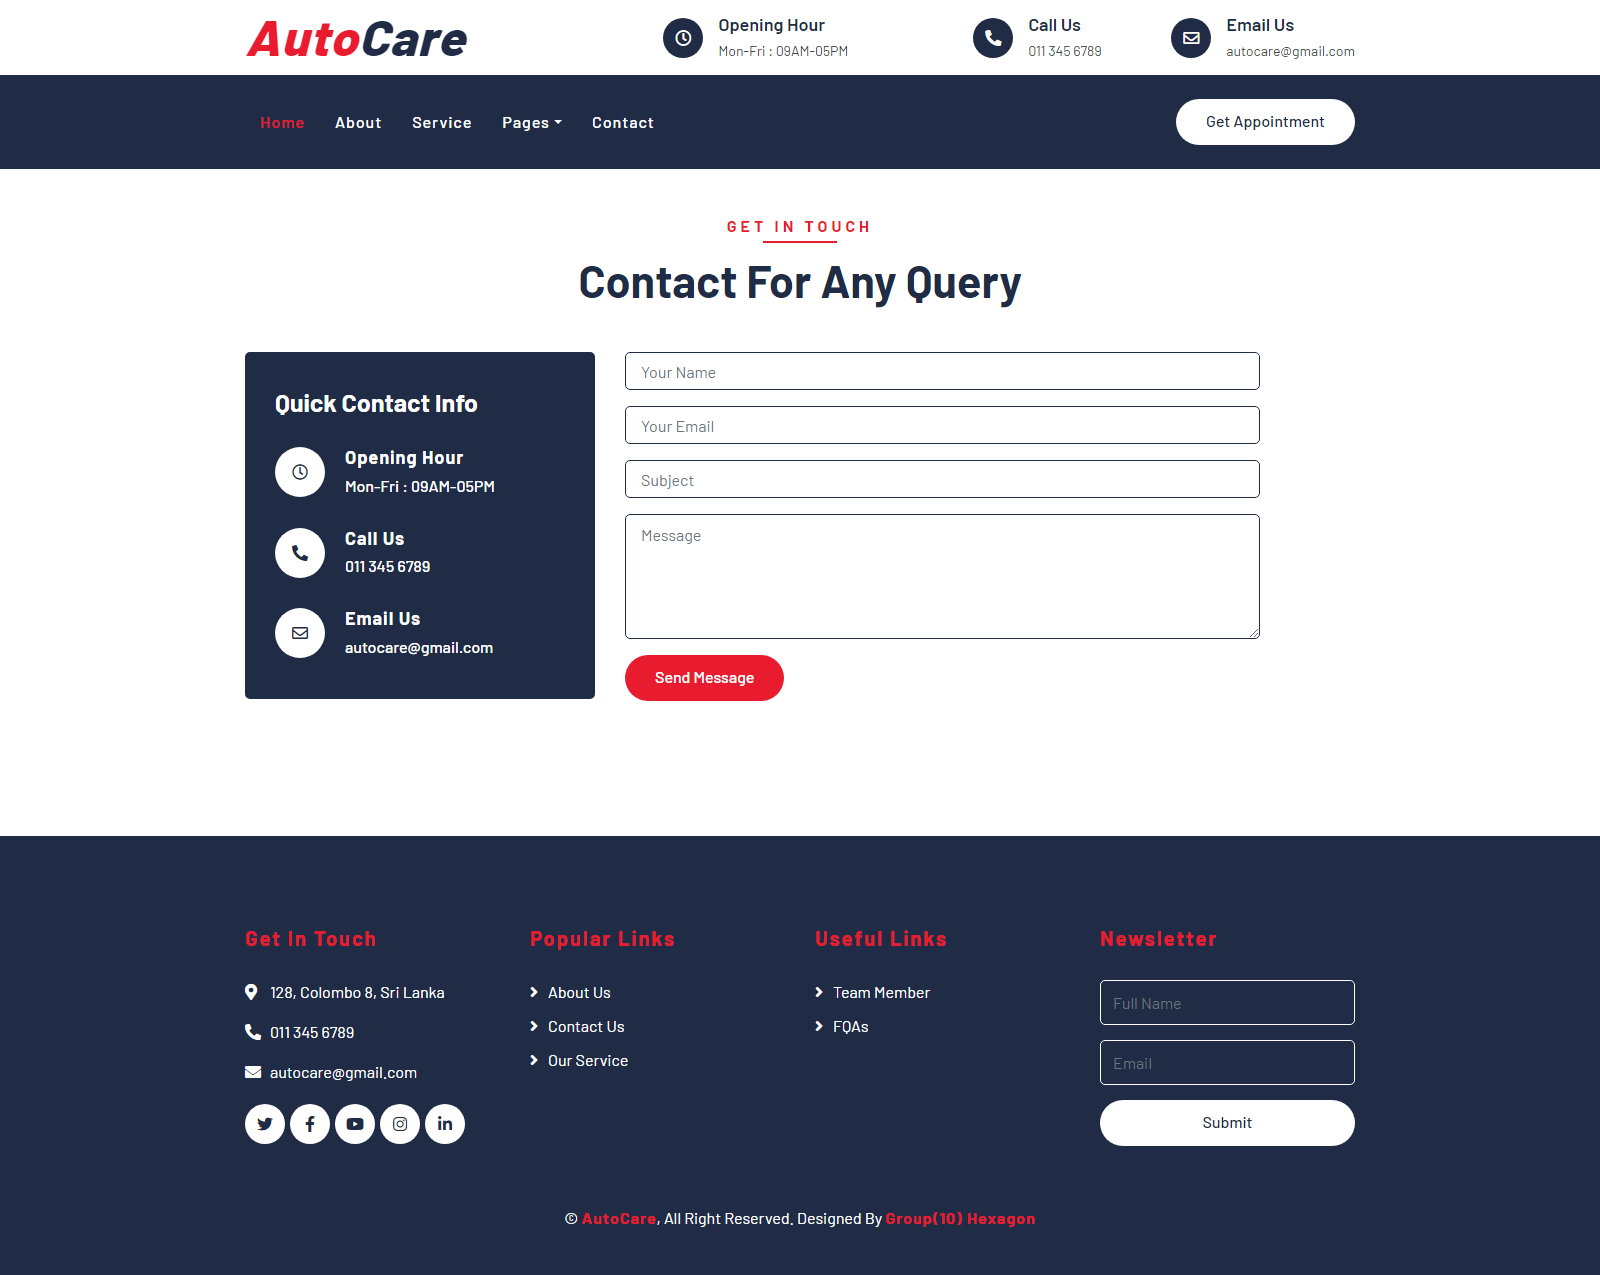 AutoCare
Opening Hour
Mon-Fri : 09AM-05PM
Call Us
011 345 6789
Email Us
autocare@gmail.com
Home About Service Pages Contact
Get Appointment
GET IN TOUCH
Contact For Any Query
Quick Contact Info
Opening Hour
Mon-Fri : 09AM-05PM
Call Us
011 345 6789
Email Us
autocare@gmail.com
Your Name
Your Email
Subject
Message
Send Message
Get In Touch
128, Colombo 8, Sri Lanka
011 345 6789
autocare@gmail.com
Popular Links
About Us
Contact Us
Our Service
Useful Links
Team Member
FQAs
Newsletter
Full Name
Email
Submit
© AutoCare, All Right Reserved. Designed By Group(10) Hexagon